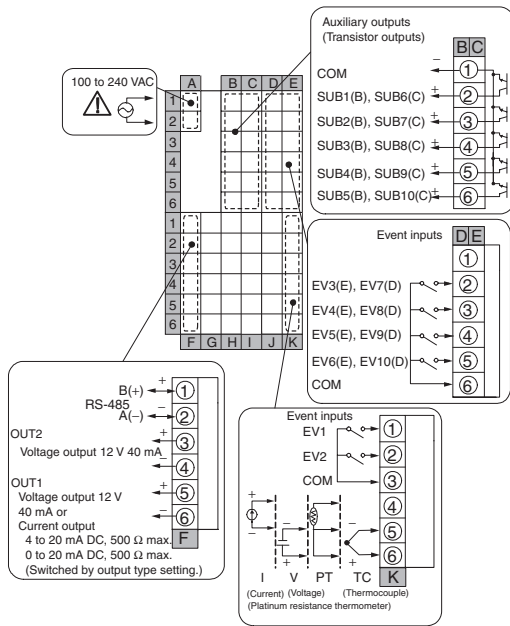 Auxiliary outputs
(Transistor outputs)
B C
COM
− 1
SUB1(B), SUB6(C) + 2
SUB2(B), SUB7(C) + 3
SUB3(B), SUB8(C) + 4
SUB4(B), SUB9(C) + 5
SUB5(B), SUB10(C) + 6
100 to 240 VAC
A B C D E
1
2
3
4
5
6
1
2
3
4
5
6
F G H I J K
Event inputs
D E
1
EV3(E), EV7(D) 2
EV4(E), EV8(D) 3
EV5(E), EV9(D) 4
EV6(E), EV10(D) 5
COM 6
B(+) + 1
RS-485
A(−) − 2
OUT2 + 3
Voltage output 12 V 40 mA
− 4
OUT1 + 5
Voltage output 12 V
40 mA or − 6
Current output
4 to 20 mA DC, 500 Ω max.
0 to 20 mA DC, 500 Ω max.
(Switched by output type setting.)
F
Event inputs
EV1 1
EV2 2
COM 3
4
5
6
+ − − + − +
I V PT TC K
(Current) (Voltage) (Thermocouple)
(Platinum resistance thermometer)